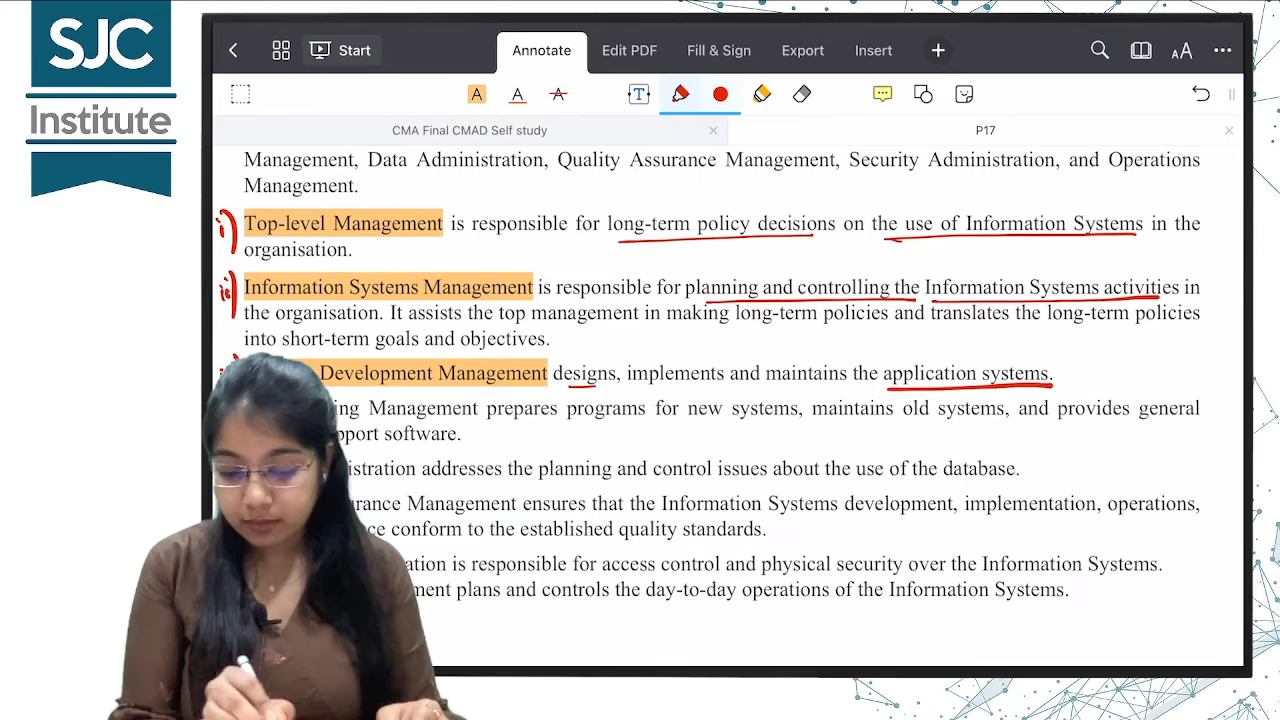 SJC
Institute
Start
Annotate
Edit PDF
Fill & Sign
Export
Insert
CMA Final CMAD Self study
P17
Management, Data Administration, Quality Assurance Management, Security Administration, and Operations
Management.
i) Top-level Management is responsible for long-term policy decisions on the use of Information Systems in the
organisation.
ii) Information Systems Management is responsible for planning and controlling the Information Systems activities in
the organisation. It assists the top management in making long-term policies and translates the long-term policies
into short-term goals and objectives.
Development Management designs, implements and maintains the application systems.
ing Management prepares programs for new systems, maintains old systems, and provides general
pport software.
istration addresses the planning and control issues about the use of the database.
rance Management ensures that the Information Systems development, implementation, operations,
ce conform to the established quality standards.
ation is responsible for access control and physical security over the Information Systems.
ment plans and controls the day-to-day operations of the Information Systems.